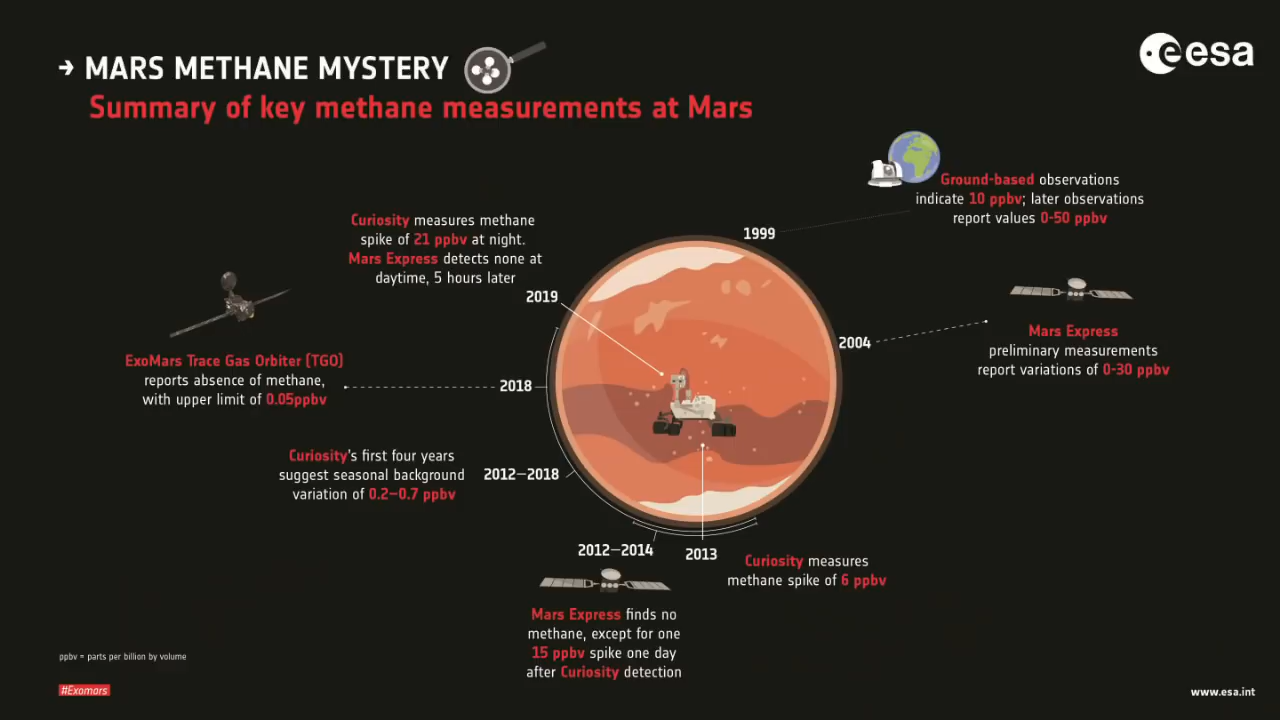 → MARS METHANE MYSTERY
Summary of key methane measurements at Mars
esa
1999
Ground-based observations
indicate 10 ppbv; later observations
report values 0-50 ppbv
2004
Mars Express
preliminary measurements
report variations of 0-30 ppbv
2013
Curiosity measures
methane spike of 6 ppbv
2012–2014
Mars Express finds no
methane, except for one
15 ppbv spike one day
after Curiosity detection
2012–2018
Curiosity's first four years
suggest seasonal background
variation of 0.2–0.7 ppbv
2018
ExoMars Trace Gas Orbiter (TGO)
reports absence of methane,
with upper limit of 0.05ppbv
2019
Curiosity measures methane
spike of 21 ppbv at night.
Mars Express detects none at
daytime, 5 hours later
ppbv = parts per billion by volume
#Exomars
www.esa.int